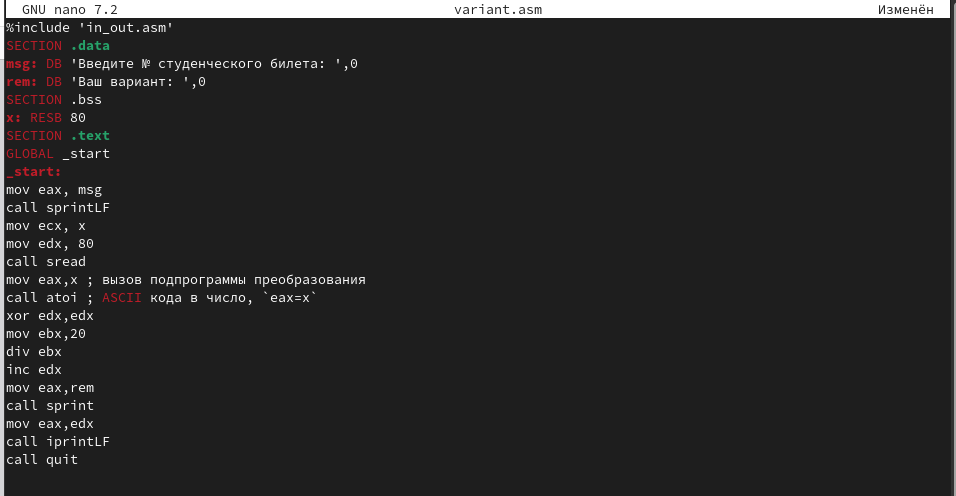 GNU nano 7.2 variant.asm Изменён
%include 'in_out.asm'
SECTION .data
msg: DB 'Введите № студенческого билета: ',0
rem: DB 'Ваш вариант: ',0
SECTION .bss
x: RESB 80
SECTION .text
GLOBAL _start
_start:
mov eax, msg
call sprintLF
mov ecx, x
mov edx, 80
call sread
mov eax,x ; вызов подпрограммы преобразования
call atoi ; ASCII кода в число, `eax=x`
xor edx,edx
mov ebx,20
div ebx
inc edx
mov eax,rem
call sprint
mov eax,edx
call iprintLF
call quit